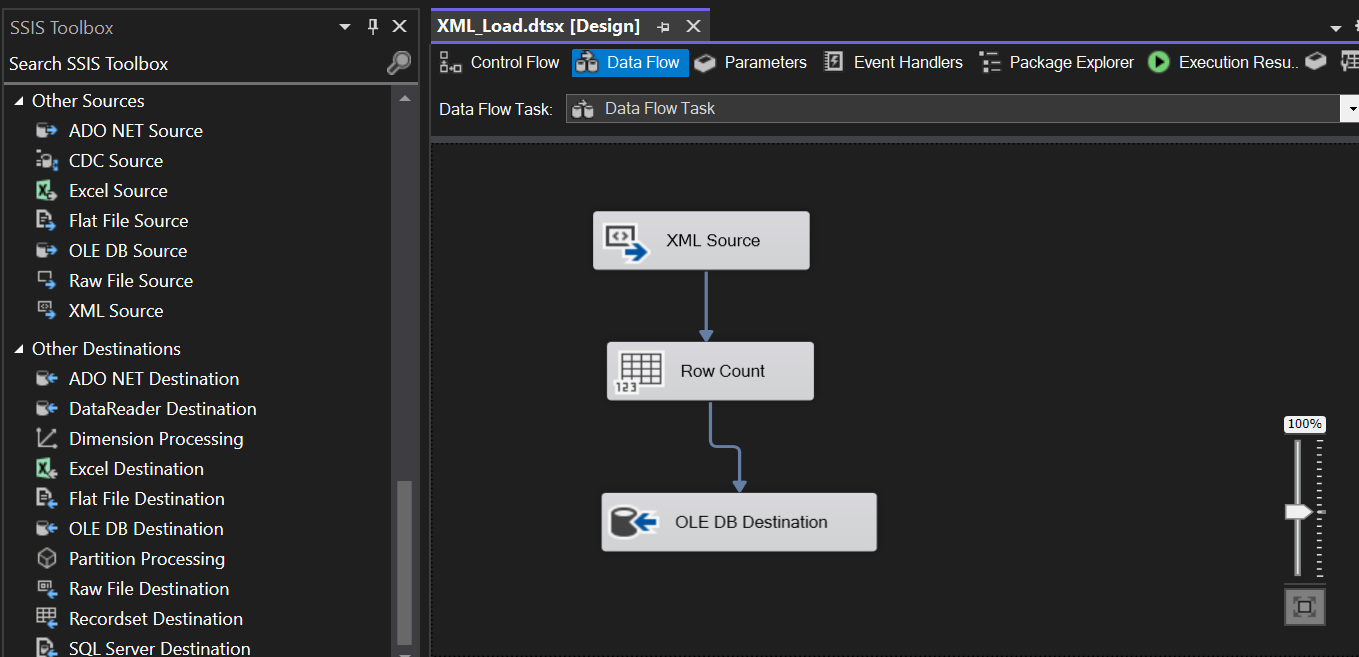 SSIS Toolbox
Search SSIS Toolbox
Other Sources
ADO NET Source
CDC Source
Excel Source
Flat File Source
OLE DB Source
Raw File Source
XML Source
Other Destinations
ADO NET Destination
DataReader Destination
Dimension Processing
Excel Destination
Flat File Destination
OLE DB Destination
Partition Processing
Raw File Destination
Recordset Destination
SQL Server Destination
XML_Load.dtsx [Design]
Control Flow Data Flow Parameters Event Handlers Package Explorer Execution Resu..
Data Flow Task: Data Flow Task
XML Source
123 Row Count
OLE DB Destination
100%